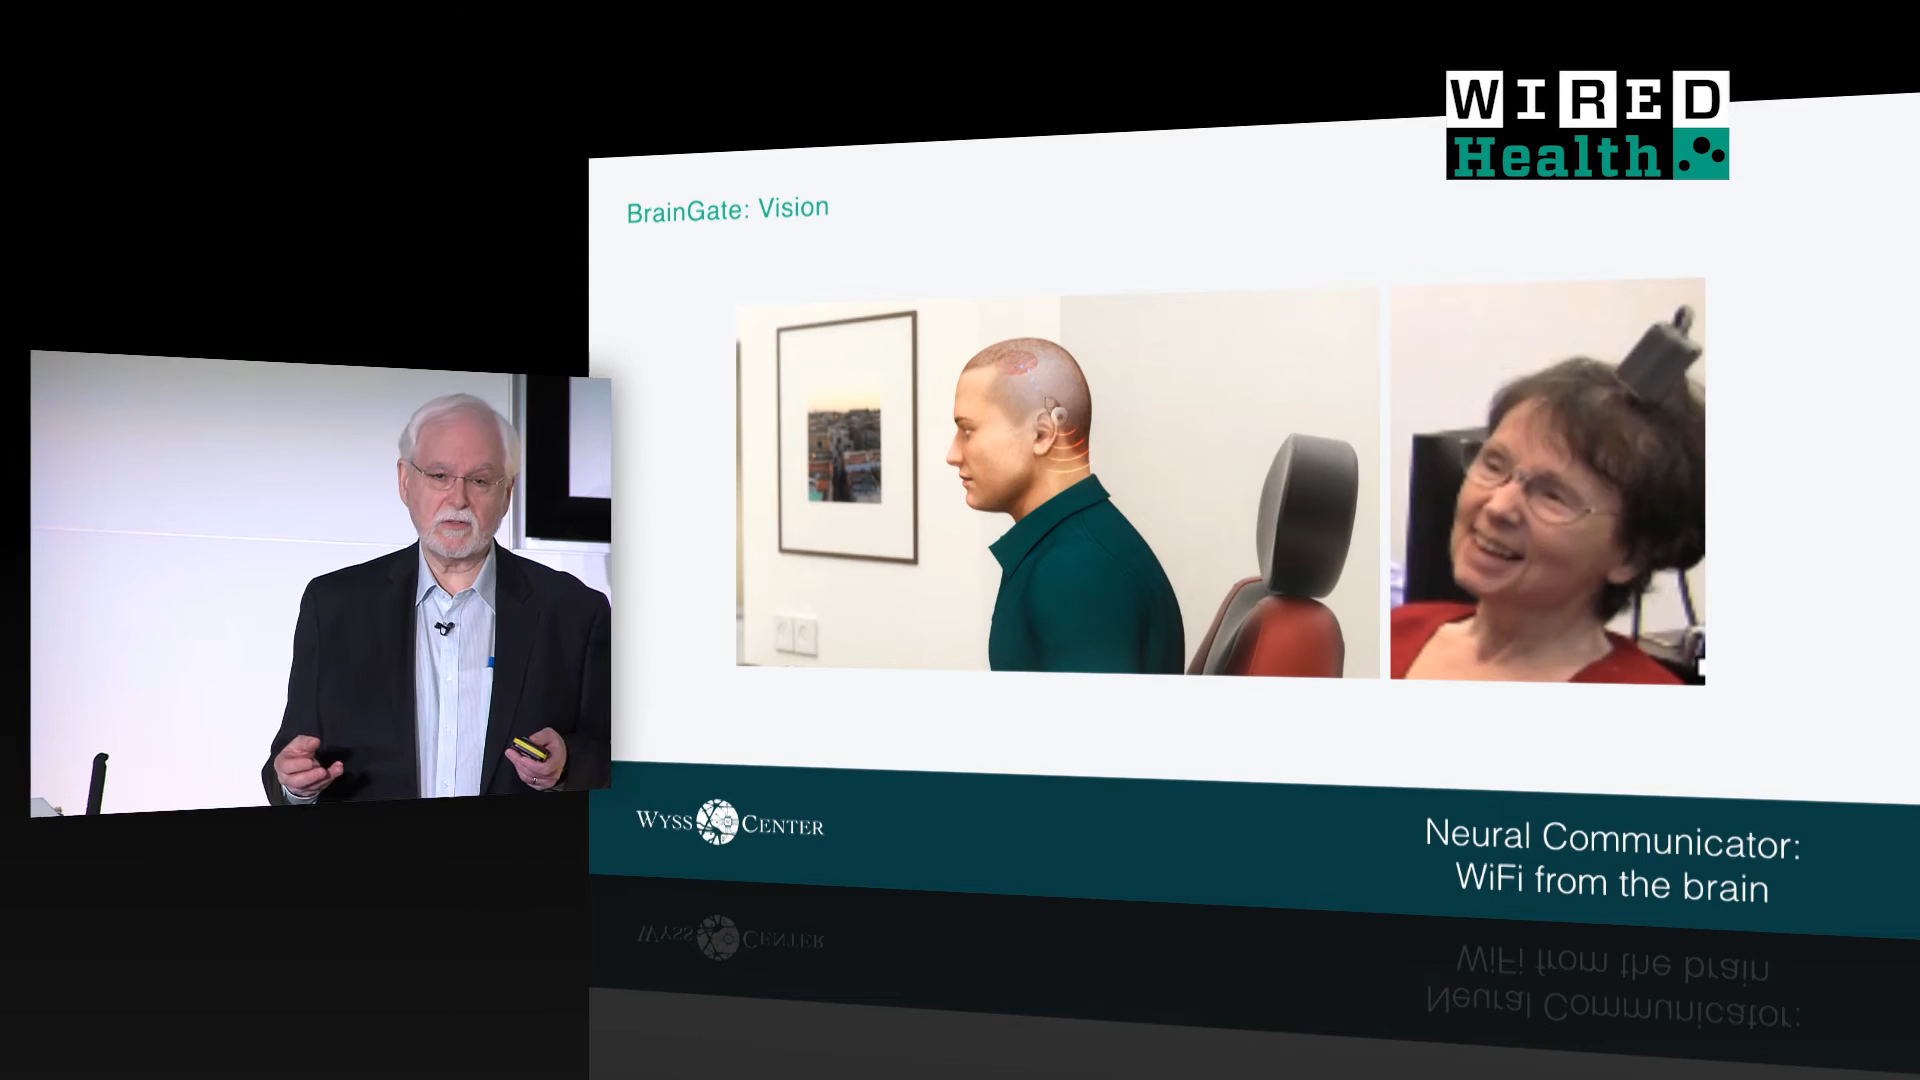 WIRED
Health
BrainGate: Vision
WYSS CENTER
Neural Communicator:
WiFi from the brain